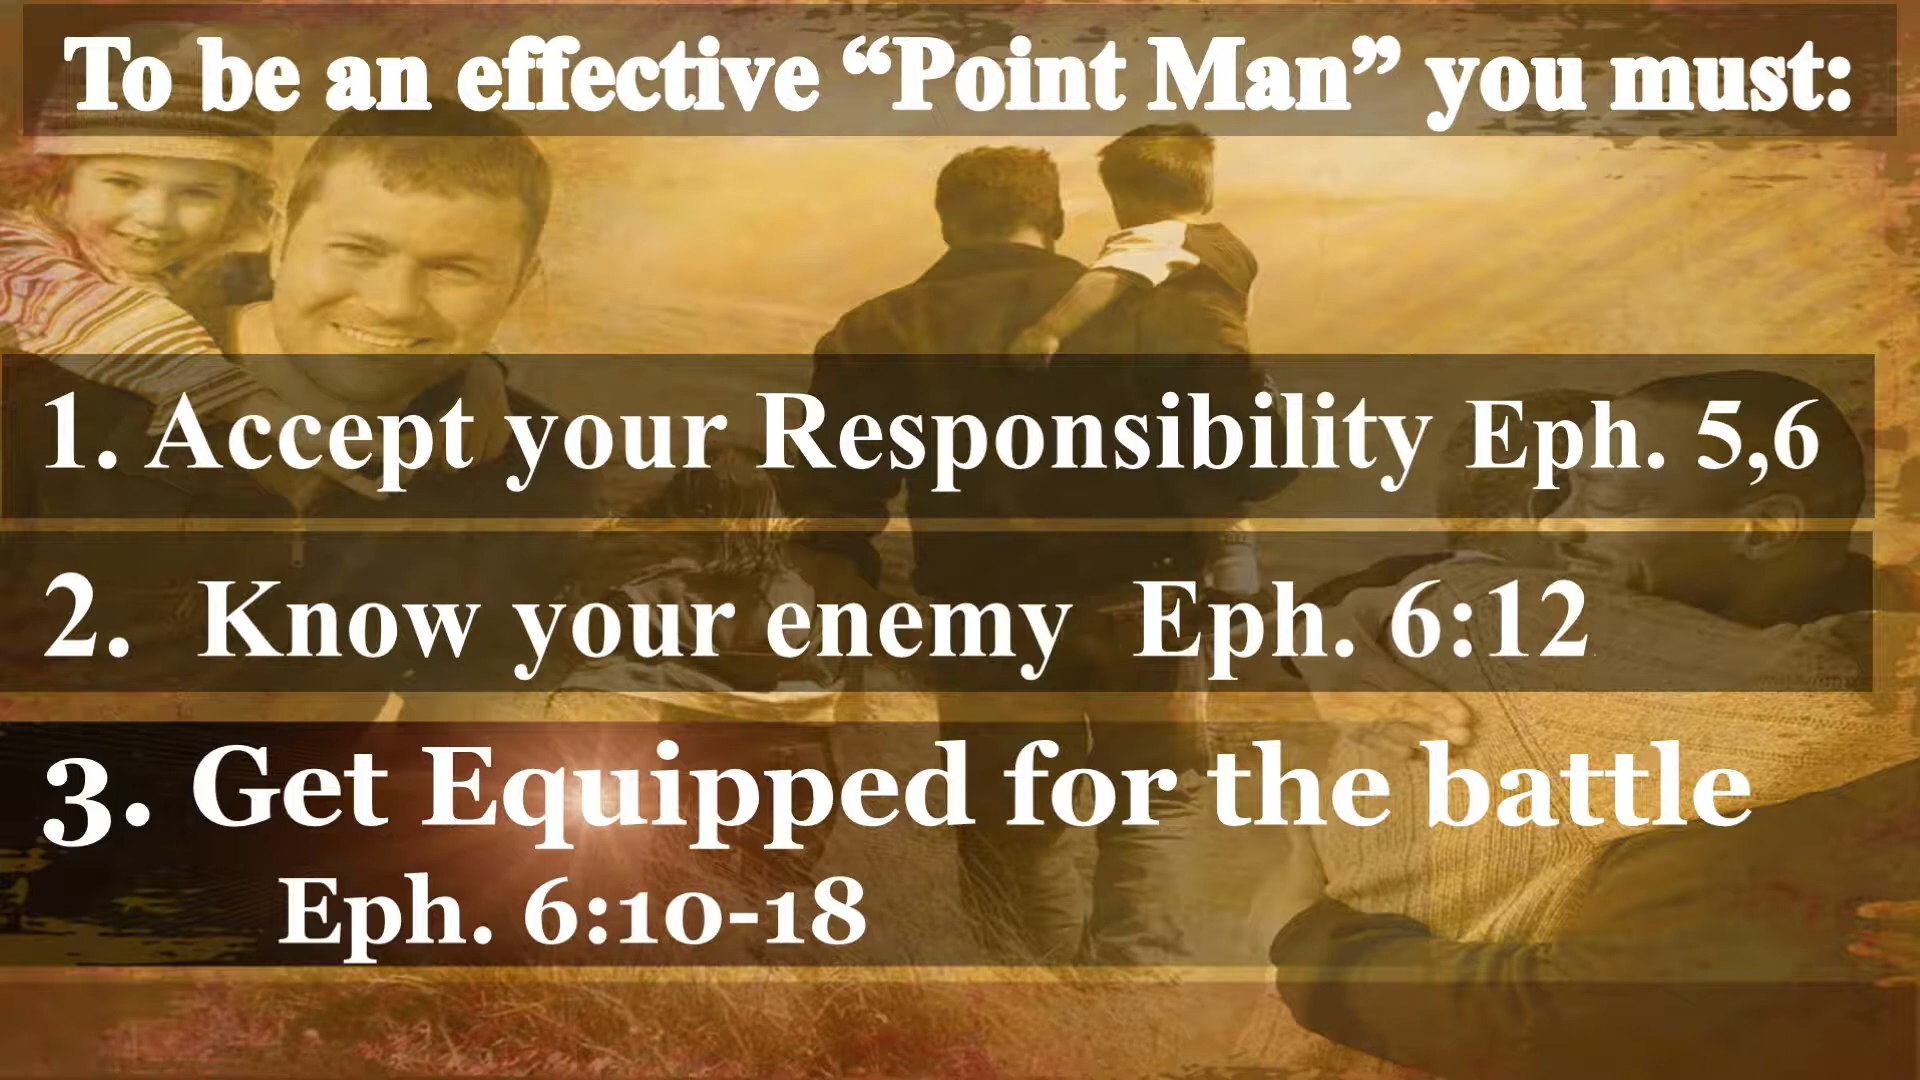 To be an effective “Point Man” you must:
1. Accept your Responsibility Eph. 5,6
2. Know your enemy Eph. 6:12
3. Get Equipped for the battle
Eph. 6:10-18